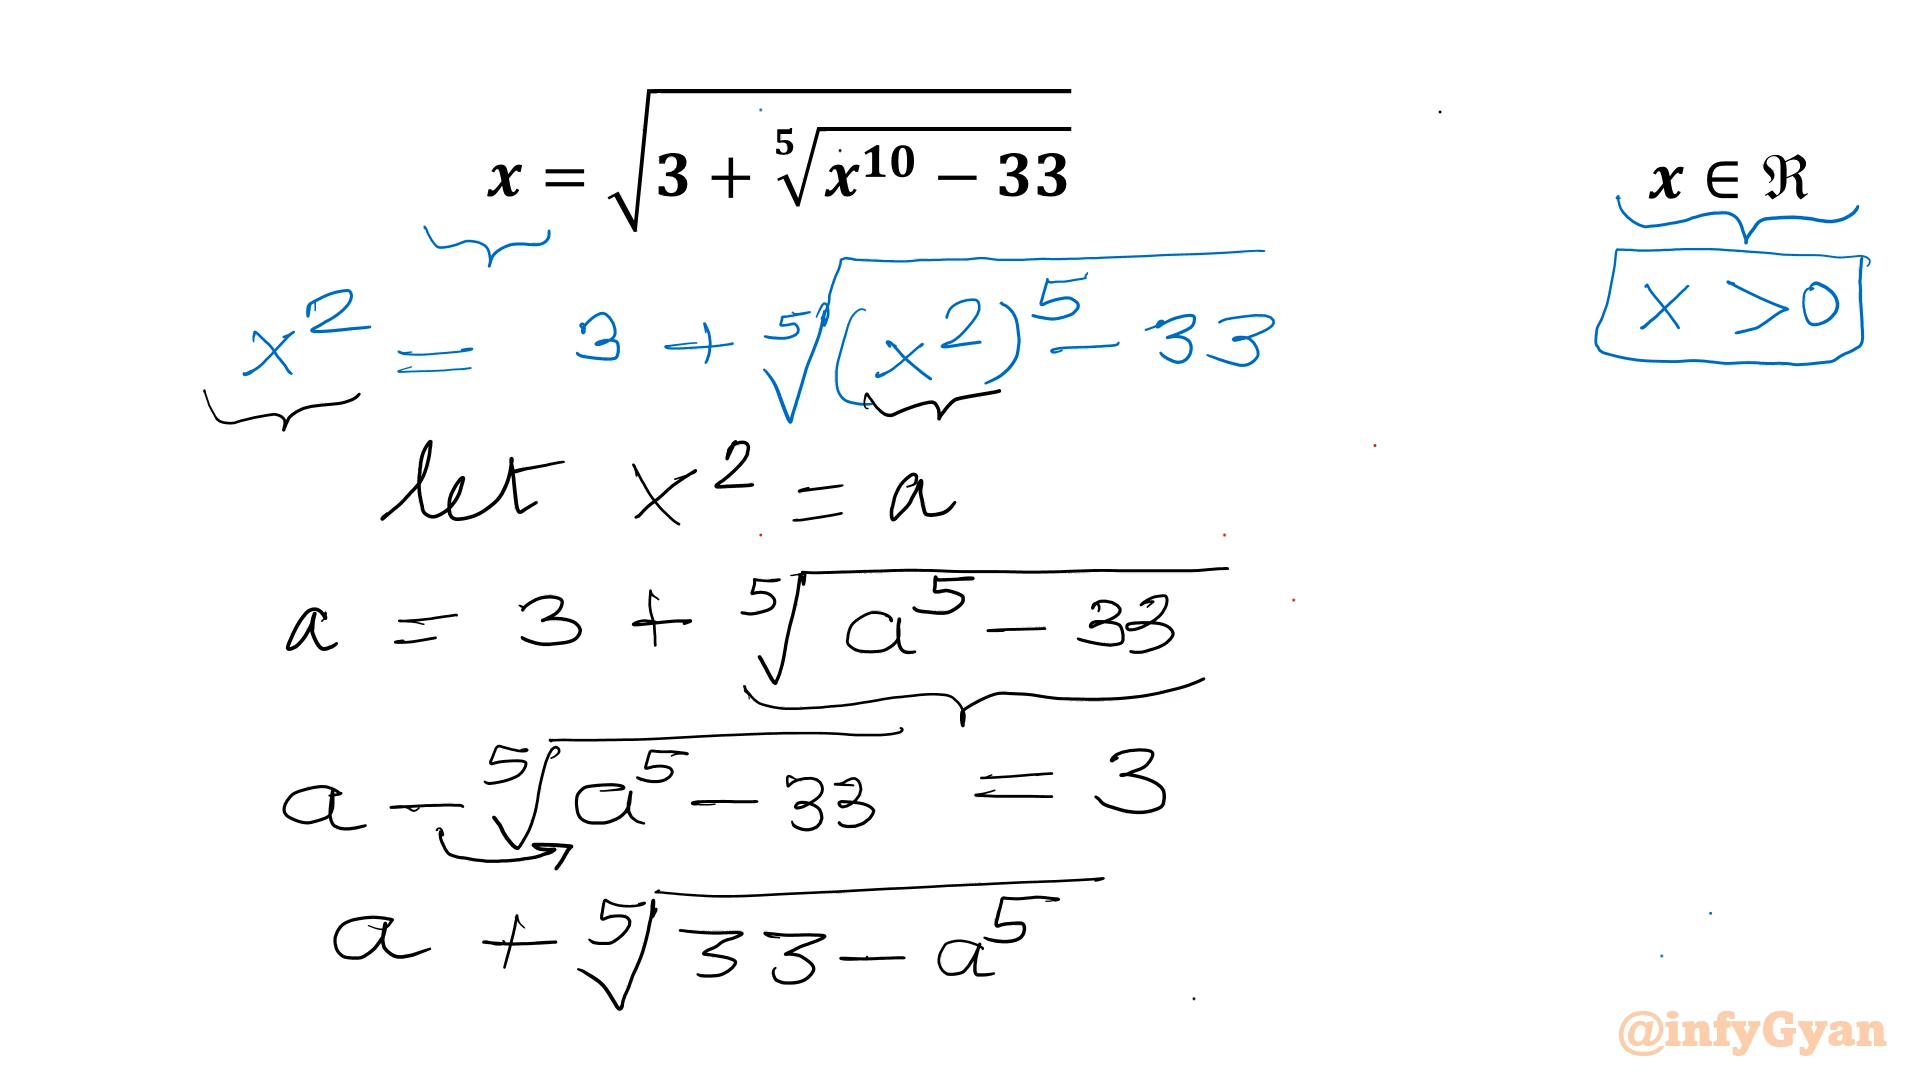 x = √(3 + ⁵√(x¹⁰ − 33))
x ∈ ℜ
x > 0
x² = 3 + ⁵√((x²)⁵ − 33)
let x² = a
a = 3 + ⁵√(a⁵ − 33)
a − ⁵√(a⁵ − 33) = 3
a + ⁵√(33 − a⁵)
@infyGyan